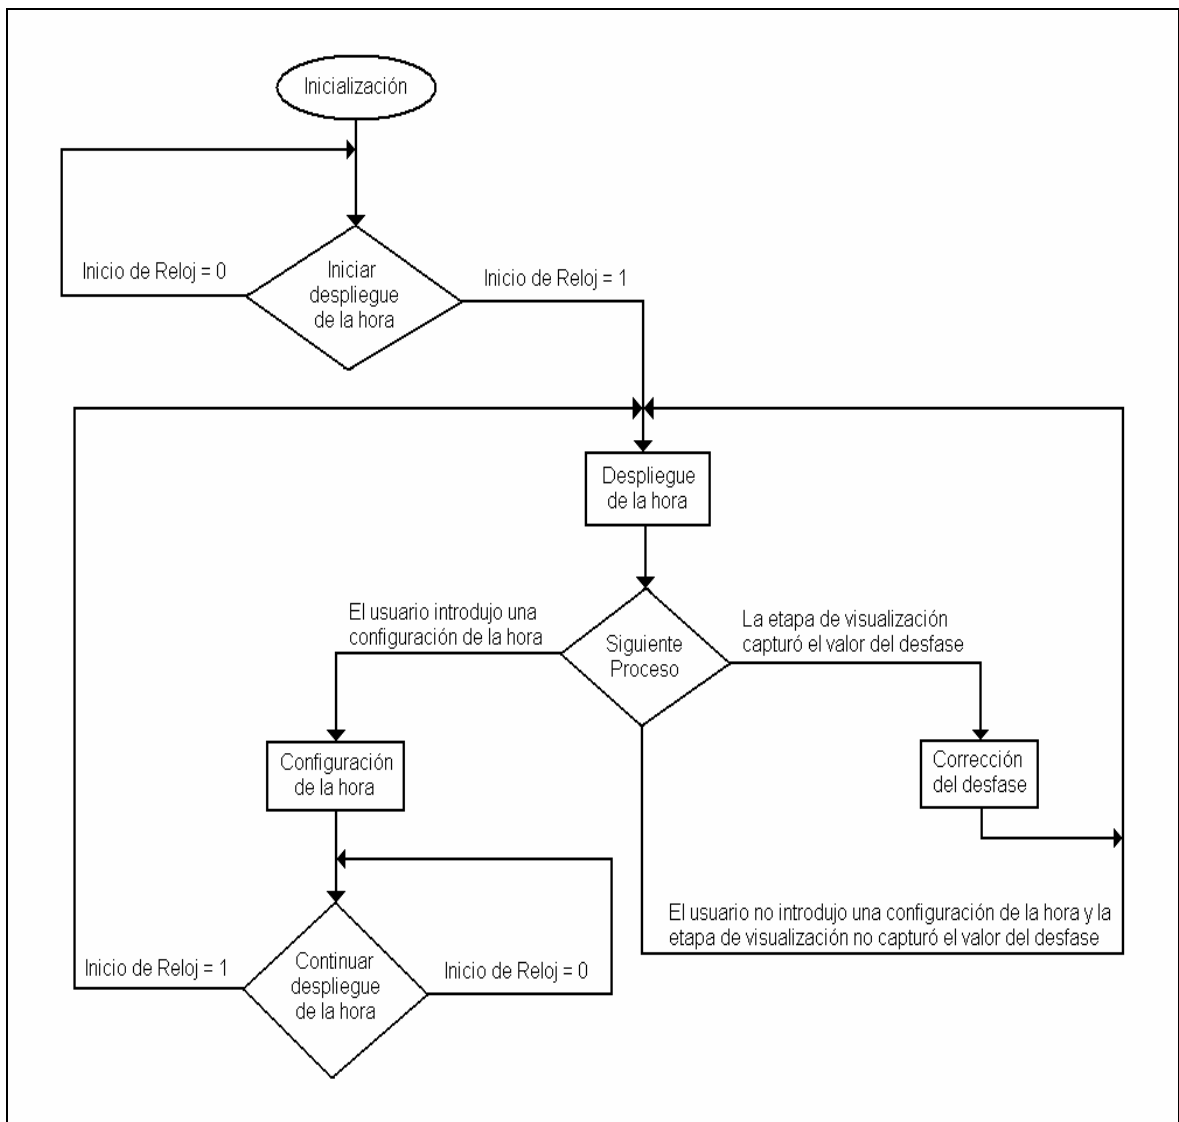 Inicialización
Inicio de Reloj = 0
Iniciar
despliegue
de la hora
Inicio de Reloj = 1
Despliegue
de la hora
El usuario introdujo una
configuración de la hora
Siguiente
Proceso
La etapa de visualización
capturó el valor del desfase
Configuración
de la hora
Corrección
del desfase
El usuario no introdujo una configuración de la hora y la
etapa de visualización no capturó el valor del desfase
Inicio de Reloj = 1
Continuar
despliegue
de la hora
Inicio de Reloj = 0